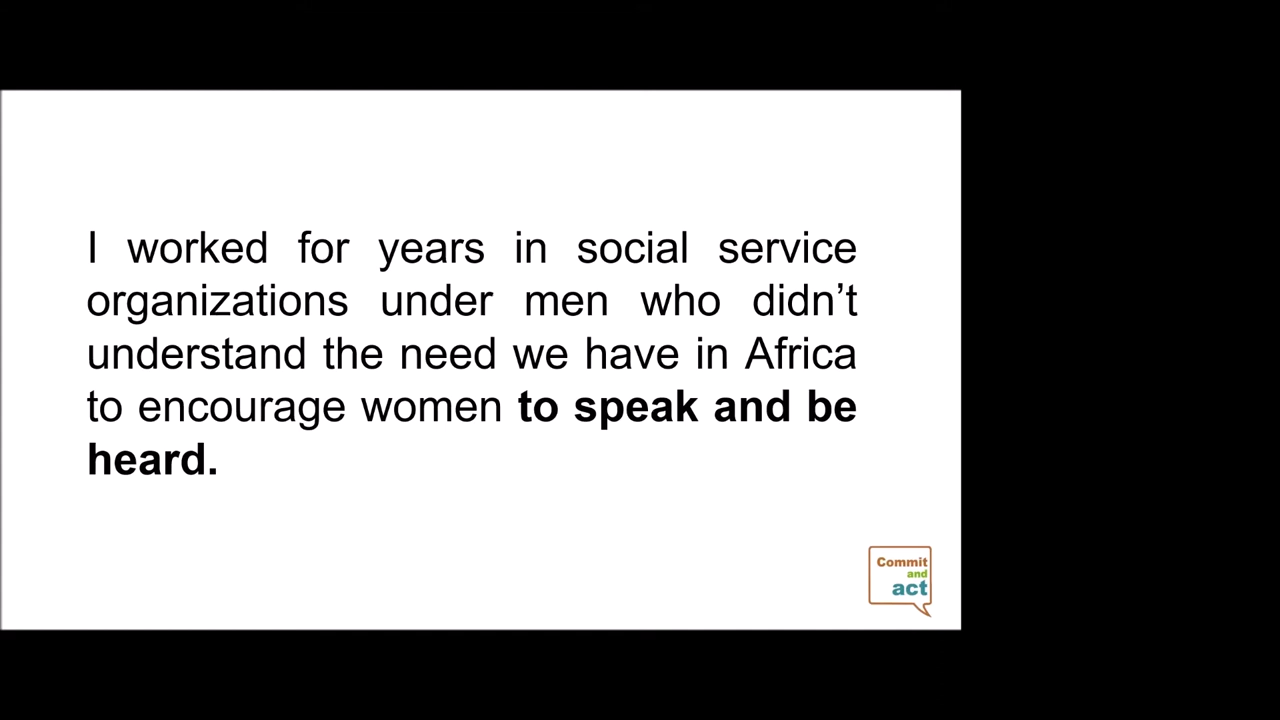 I worked for years in social service
organizations under men who didn’t
understand the need we have in Africa
to encourage women to speak and be
heard.
Commit
and
act